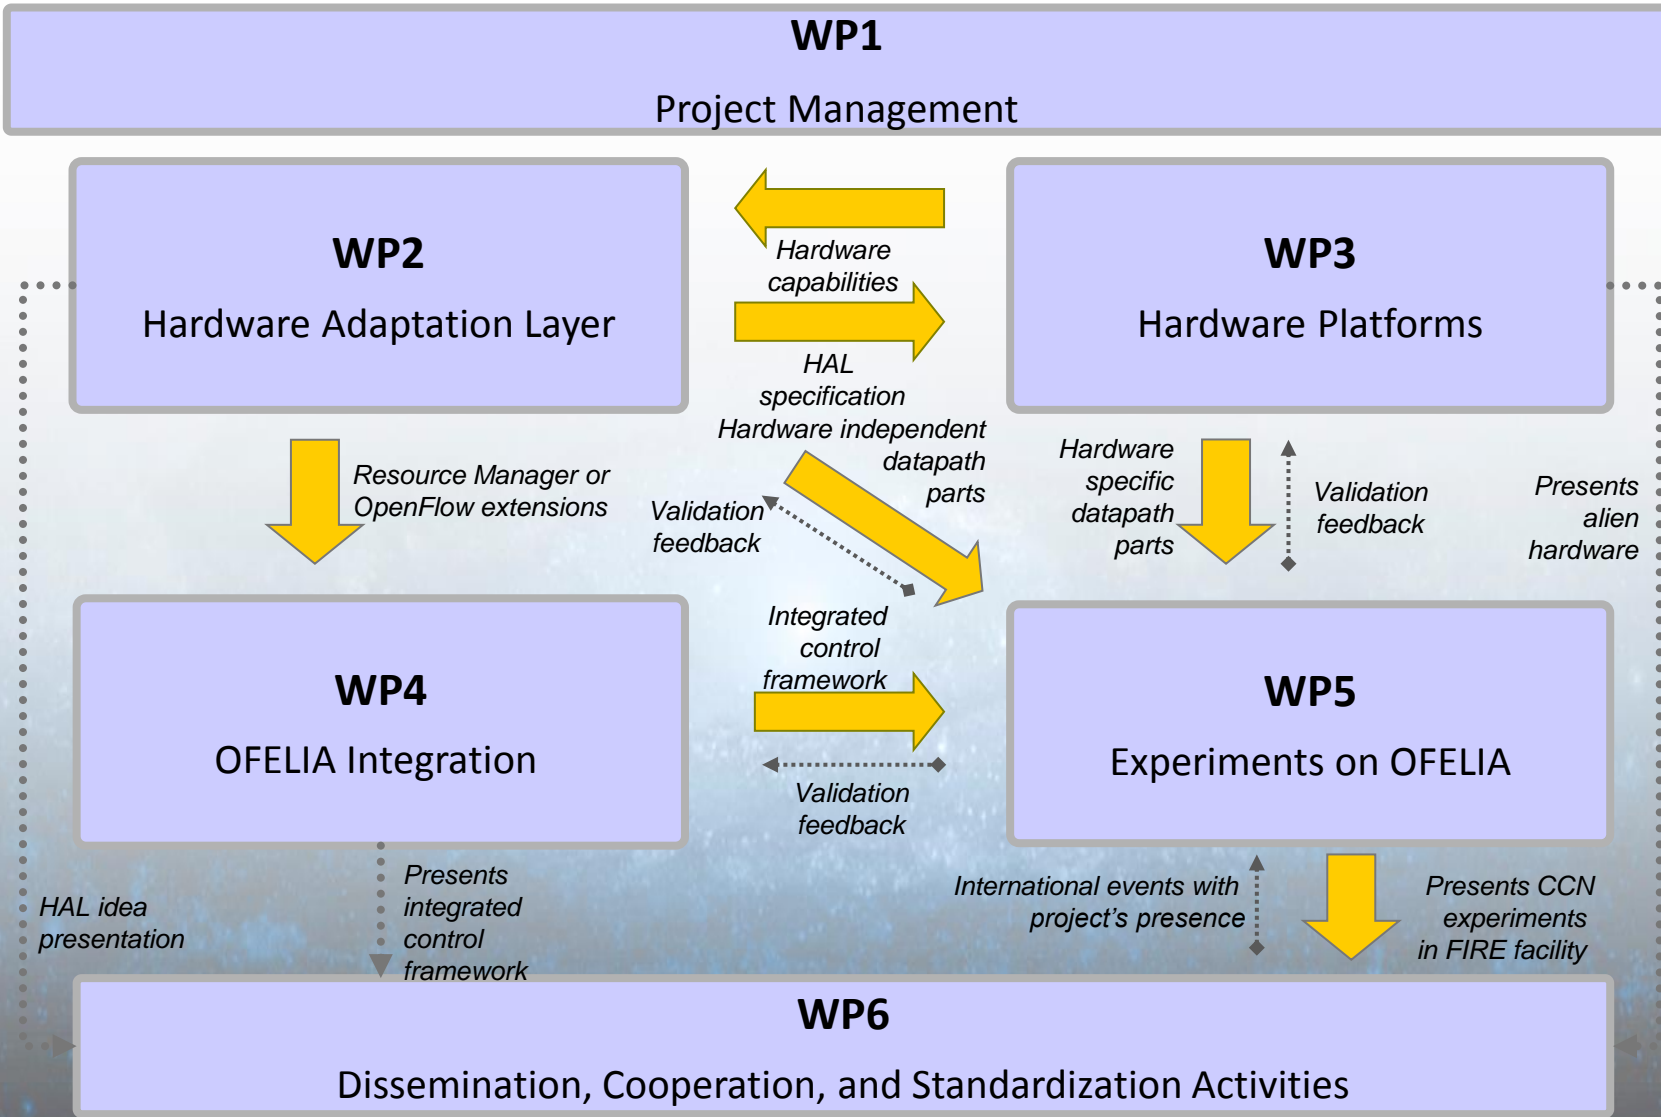 WP1
Project Management
WP2
Hardware Adaptation Layer
Hardware
capabilities
HAL
specification
Hardware independent
datapath
parts
WP3
Hardware Platforms
Resource Manager or
OpenFlow extensions
Validation
feedback
Hardware
specific
datapath
parts
Validation
feedback
Presents
alien
hardware
WP4
OFELIA Integration
Integrated
control
framework
Validation
feedback
WP5
Experiments on OFELIA
HAL idea
presentation
Presents
integrated
control
framework
International events with
project’s presence
Presents CCN
experiments
in FIRE facility
WP6
Dissemination, Cooperation, and Standardization Activities